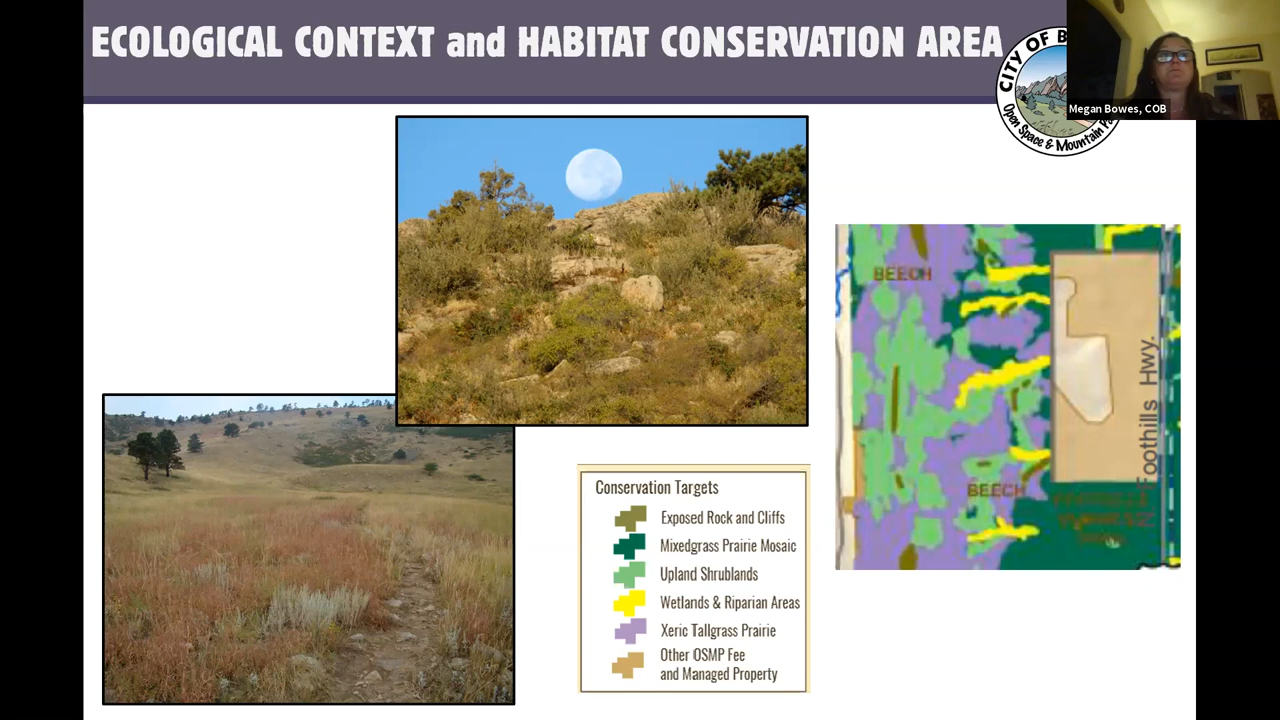 ECOLOGICAL CONTEXT and HABITAT CONSERVATION AREA
CITY OF B
Open Space & Mountain
Megan Bowes, COB
BEECH
BEECH
Foothills Hwy.
Conservation Targets
Exposed Rock and Cliffs
Mixedgrass Prairie Mosaic
Upland Shrublands
Wetlands & Riparian Areas
Xeric Tallgrass Prairie
Other OSMP Fee
and Managed Property